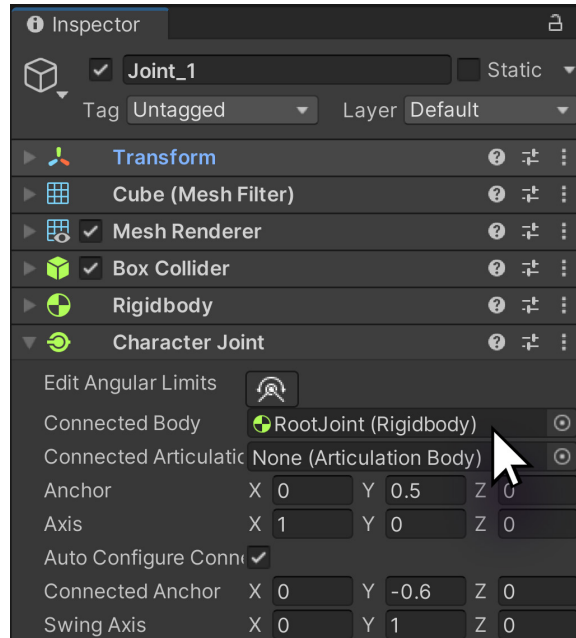 Inspector
Joint_1 Static
Tag Untagged Layer Default
Transform
Cube (Mesh Filter)
Mesh Renderer
Box Collider
Rigidbody
Character Joint
Edit Angular Limits
Connected Body RootJoint (Rigidbody)
Connected Articulatic None (Articulation Body)
Anchor X 0 Y 0.5 Z 0
Axis X 1 Y 0 Z 0
Auto Configure Conn
Connected Anchor X 0 Y -0.6 Z 0
Swing Axis X 0 Y 1 Z 0